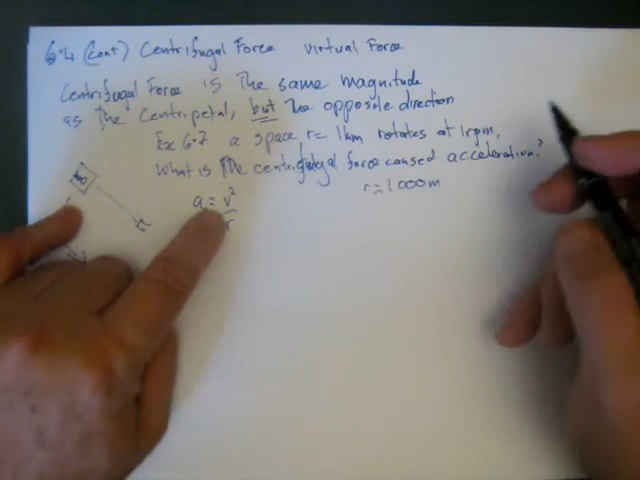 6.4 (cont) Centrifugal Force virtual Force
Centrifugal Force is The same magnitude
as the Centripetal, but The opposite direction
Ex 6.7 a space r= 1km rotates at 1rpm,
What is The centrifugal force caused acceleration?
r=1000m
a = v²
r